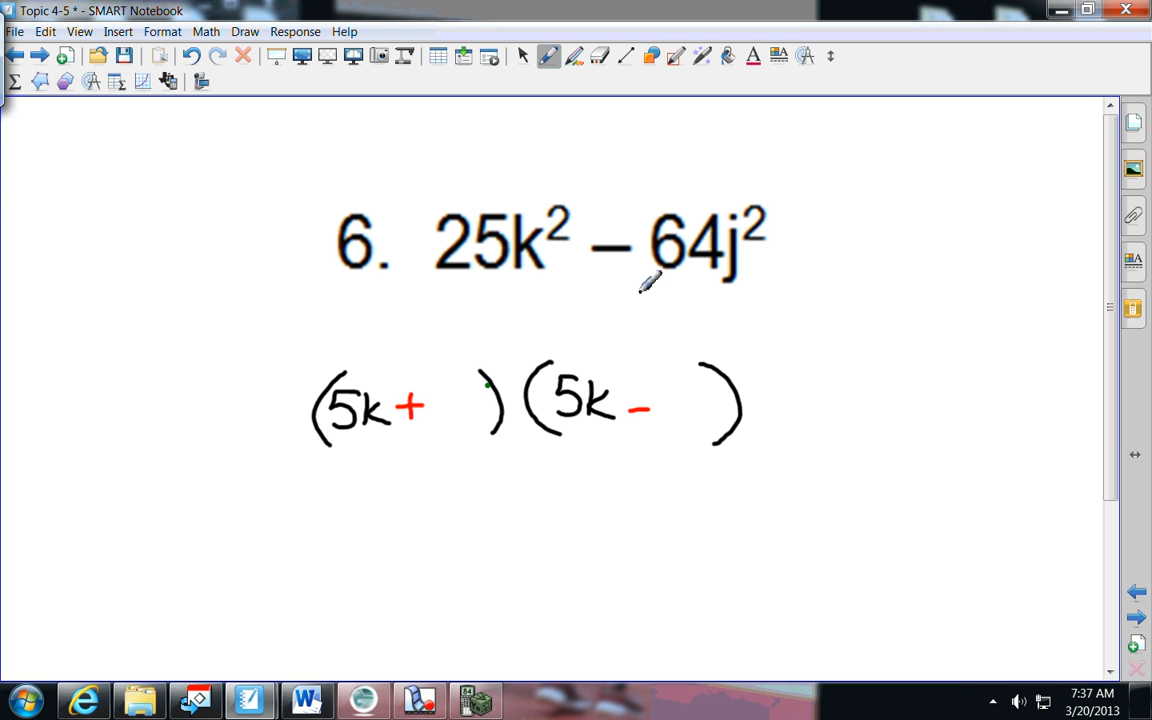 Topic 4-5 * - SMART Notebook
File Edit View Insert Format Math Draw Response Help
6. 25k² – 64j²
(5k + ) (5k - )
7:37 AM
3/20/2013